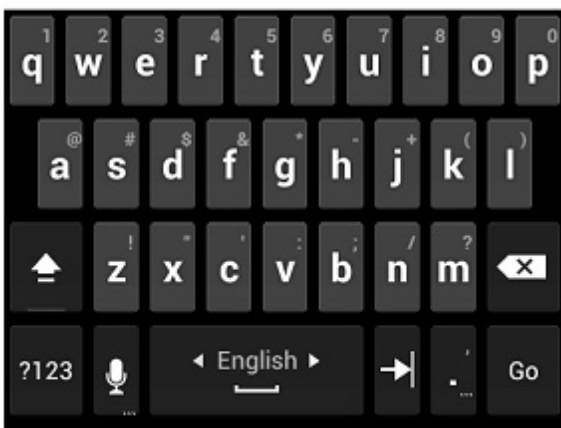 1 2 3 4 5 6 7 8 9 0
q w e r t y u i o p
@ # $ & * - + ( )
a s d f g h j k l
! " ' : ; / ?
z x c v b n m
?123 ◂ English ▸ . , ... Go